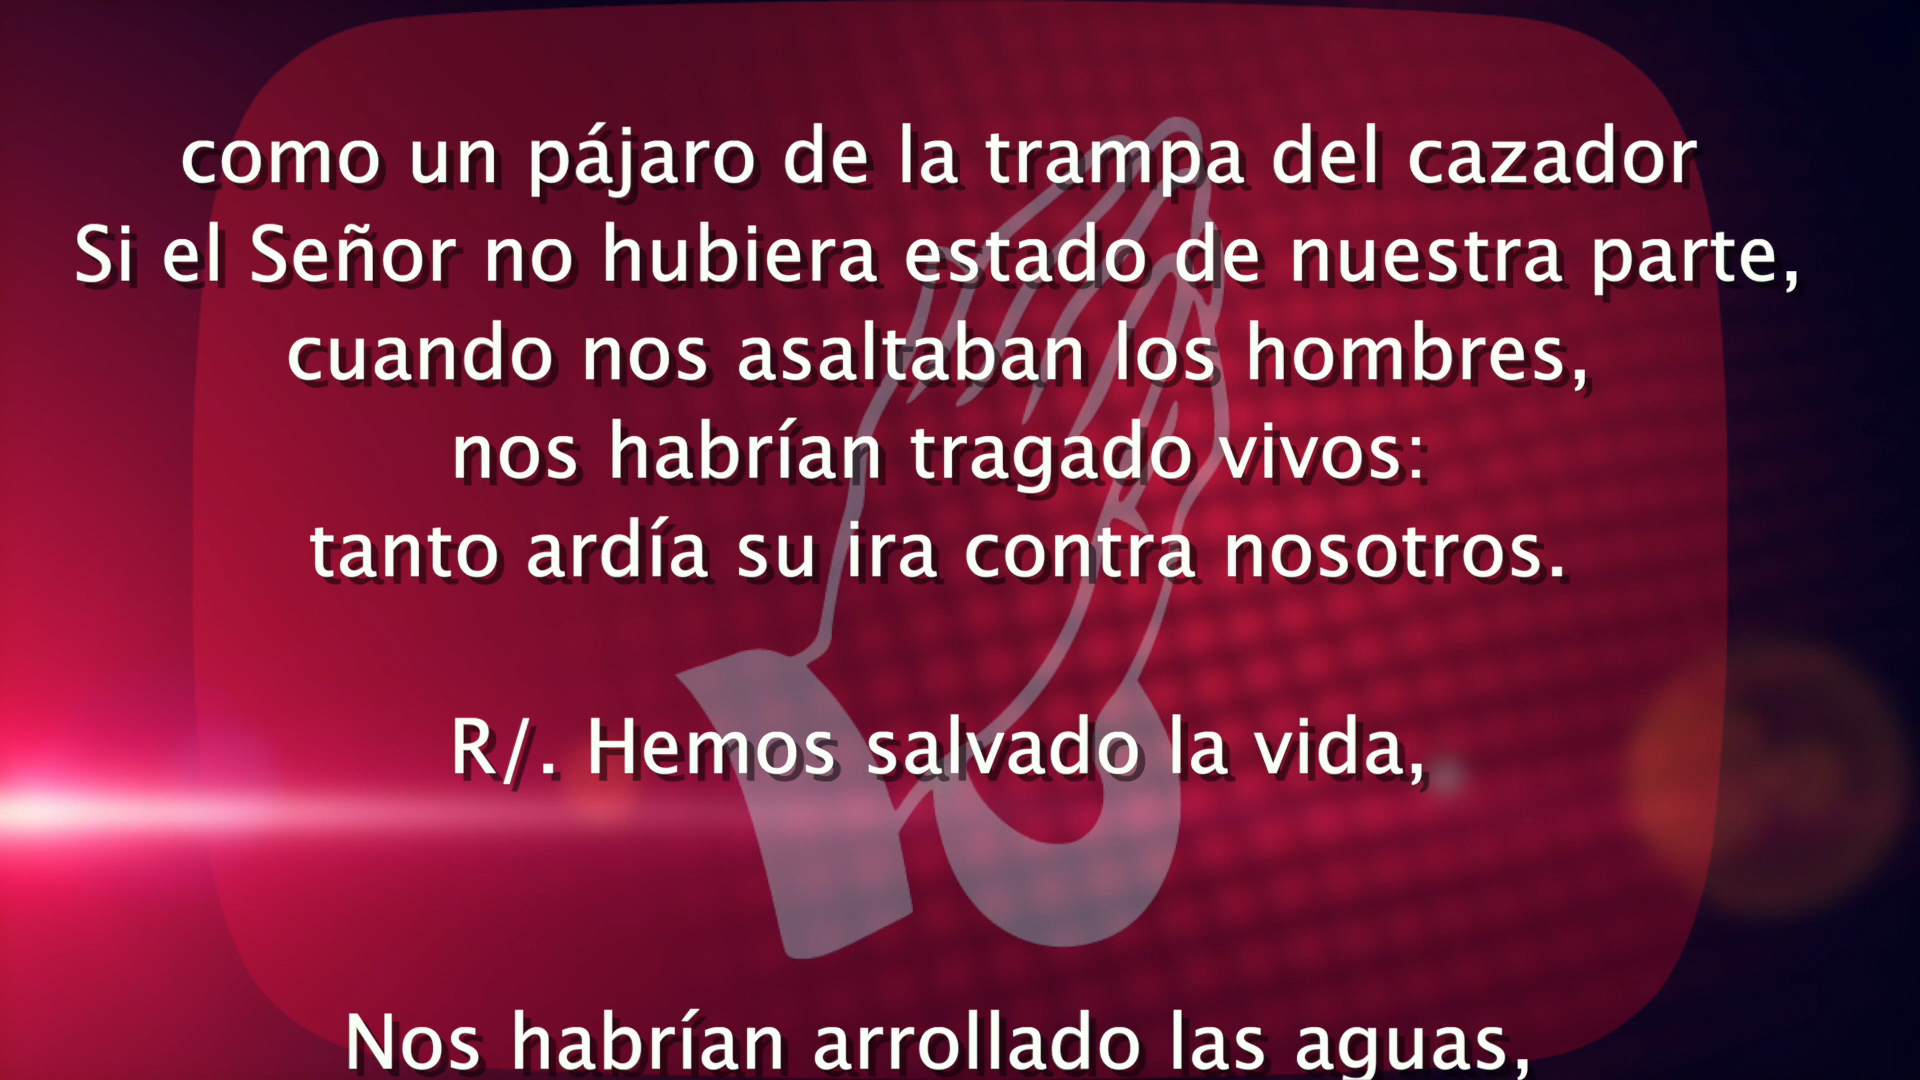 como un pájaro de la trampa del cazador
Si el Señor no hubiera estado de nuestra parte,
cuando nos asaltaban los hombres,
nos habrían tragado vivos:
tanto ardía su ira contra nosotros.
R/. Hemos salvado la vida,
Nos habrían arrollado las aguas,